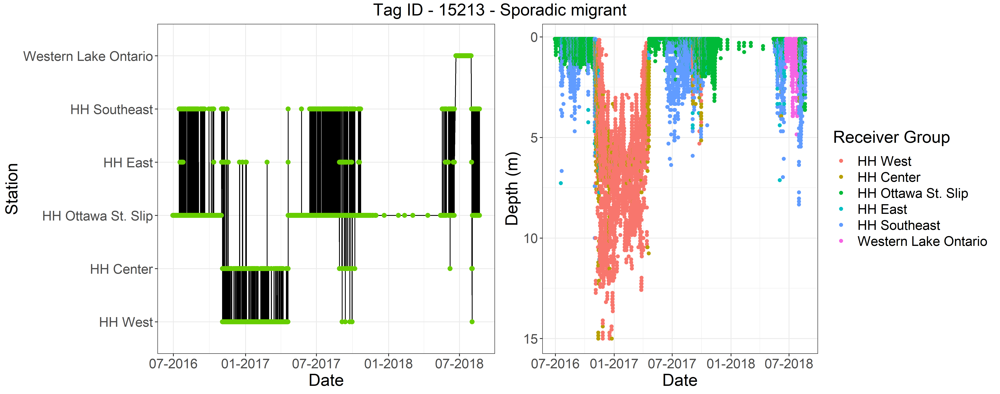 Tag ID - 15213 - Sporadic migrant
Station
Western Lake Ontario
HH Southeast
HH East
HH Ottawa St. Slip
HH Center
HH West
07-2016 01-2017 07-2017 01-2018 07-2018
Date
Depth (m)
0
5
10
15
07-2016 01-2017 07-2017 01-2018 07-2018
Date
Receiver Group
HH West
HH Center
HH Ottawa St. Slip
HH East
HH Southeast
Western Lake Ontario